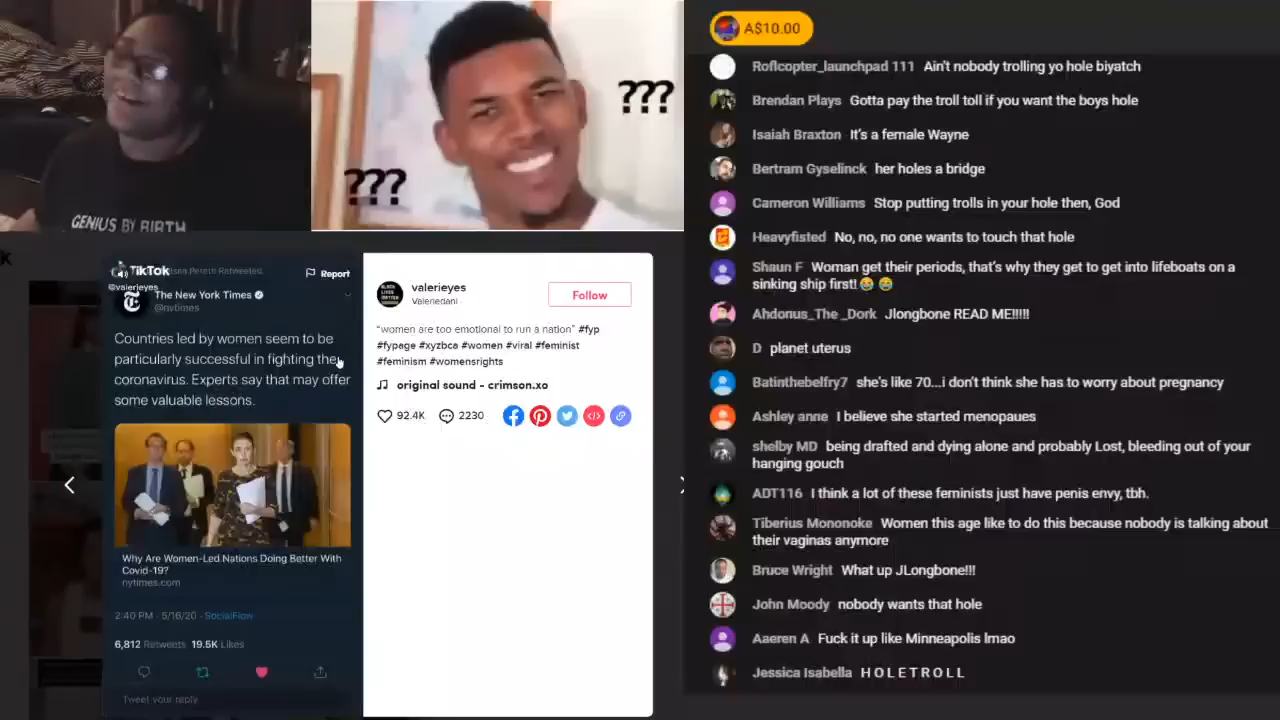 GENIUS BY BIRTH
???
???
k
TikTok
Retweeted
@valerieyes
Report
The New York Times
@nytimes
Countries led by women seem to be
particularly successful in fighting the
coronavirus. Experts say that may offer
some valuable lessons.
Why Are Women-Led Nations Doing Better With
Covid-19?
nytimes.com
2:40 PM · 5/16/20 · SocialFlow
6,812 Retweets 19.5K Likes
Tweet your reply
valerieyes
Valeriedani
Follow
"women are too emotional to run a nation" #fyp
#fypage #xyzbca #women #viral #feminist
#feminism #womensrights
original sound - crimson.xo
92.4K 2230
A$10.00
Roflcopter_launchpad 111 Ain't nobody trolling yo hole biyatch
Brendan Plays Gotta pay the troll toll if you want the boys hole
Isaiah Braxton It's a female Wayne
Bertram Gyselinck her holes a bridge
Cameron Williams Stop putting trolls in your hole then, God
Heavyfisted No, no, no one wants to touch that hole
Shaun F Woman get their periods, that's why they get to get into lifeboats on a
sinking ship first! 😂 😂
Ahdonus_The _Dork Jlongbone READ ME!!!!!
D planet uterus
Batinthebelfry7 she's like 70...i don't think she has to worry about pregnancy
Ashley anne I believe she started menopaues
shelby MD being drafted and dying alone and probably Lost, bleeding out of your
hanging gouch
ADT116 I think a lot of these feminists just have penis envy, tbh.
Tiberius Mononoke Women this age like to do this because nobody is talking about
their vaginas anymore
Bruce Wright What up JLongbone!!!
John Moody nobody wants that hole
Aaeren A Fuck it up like Minneapolis lmao
Jessica Isabella H O L E T R O L L